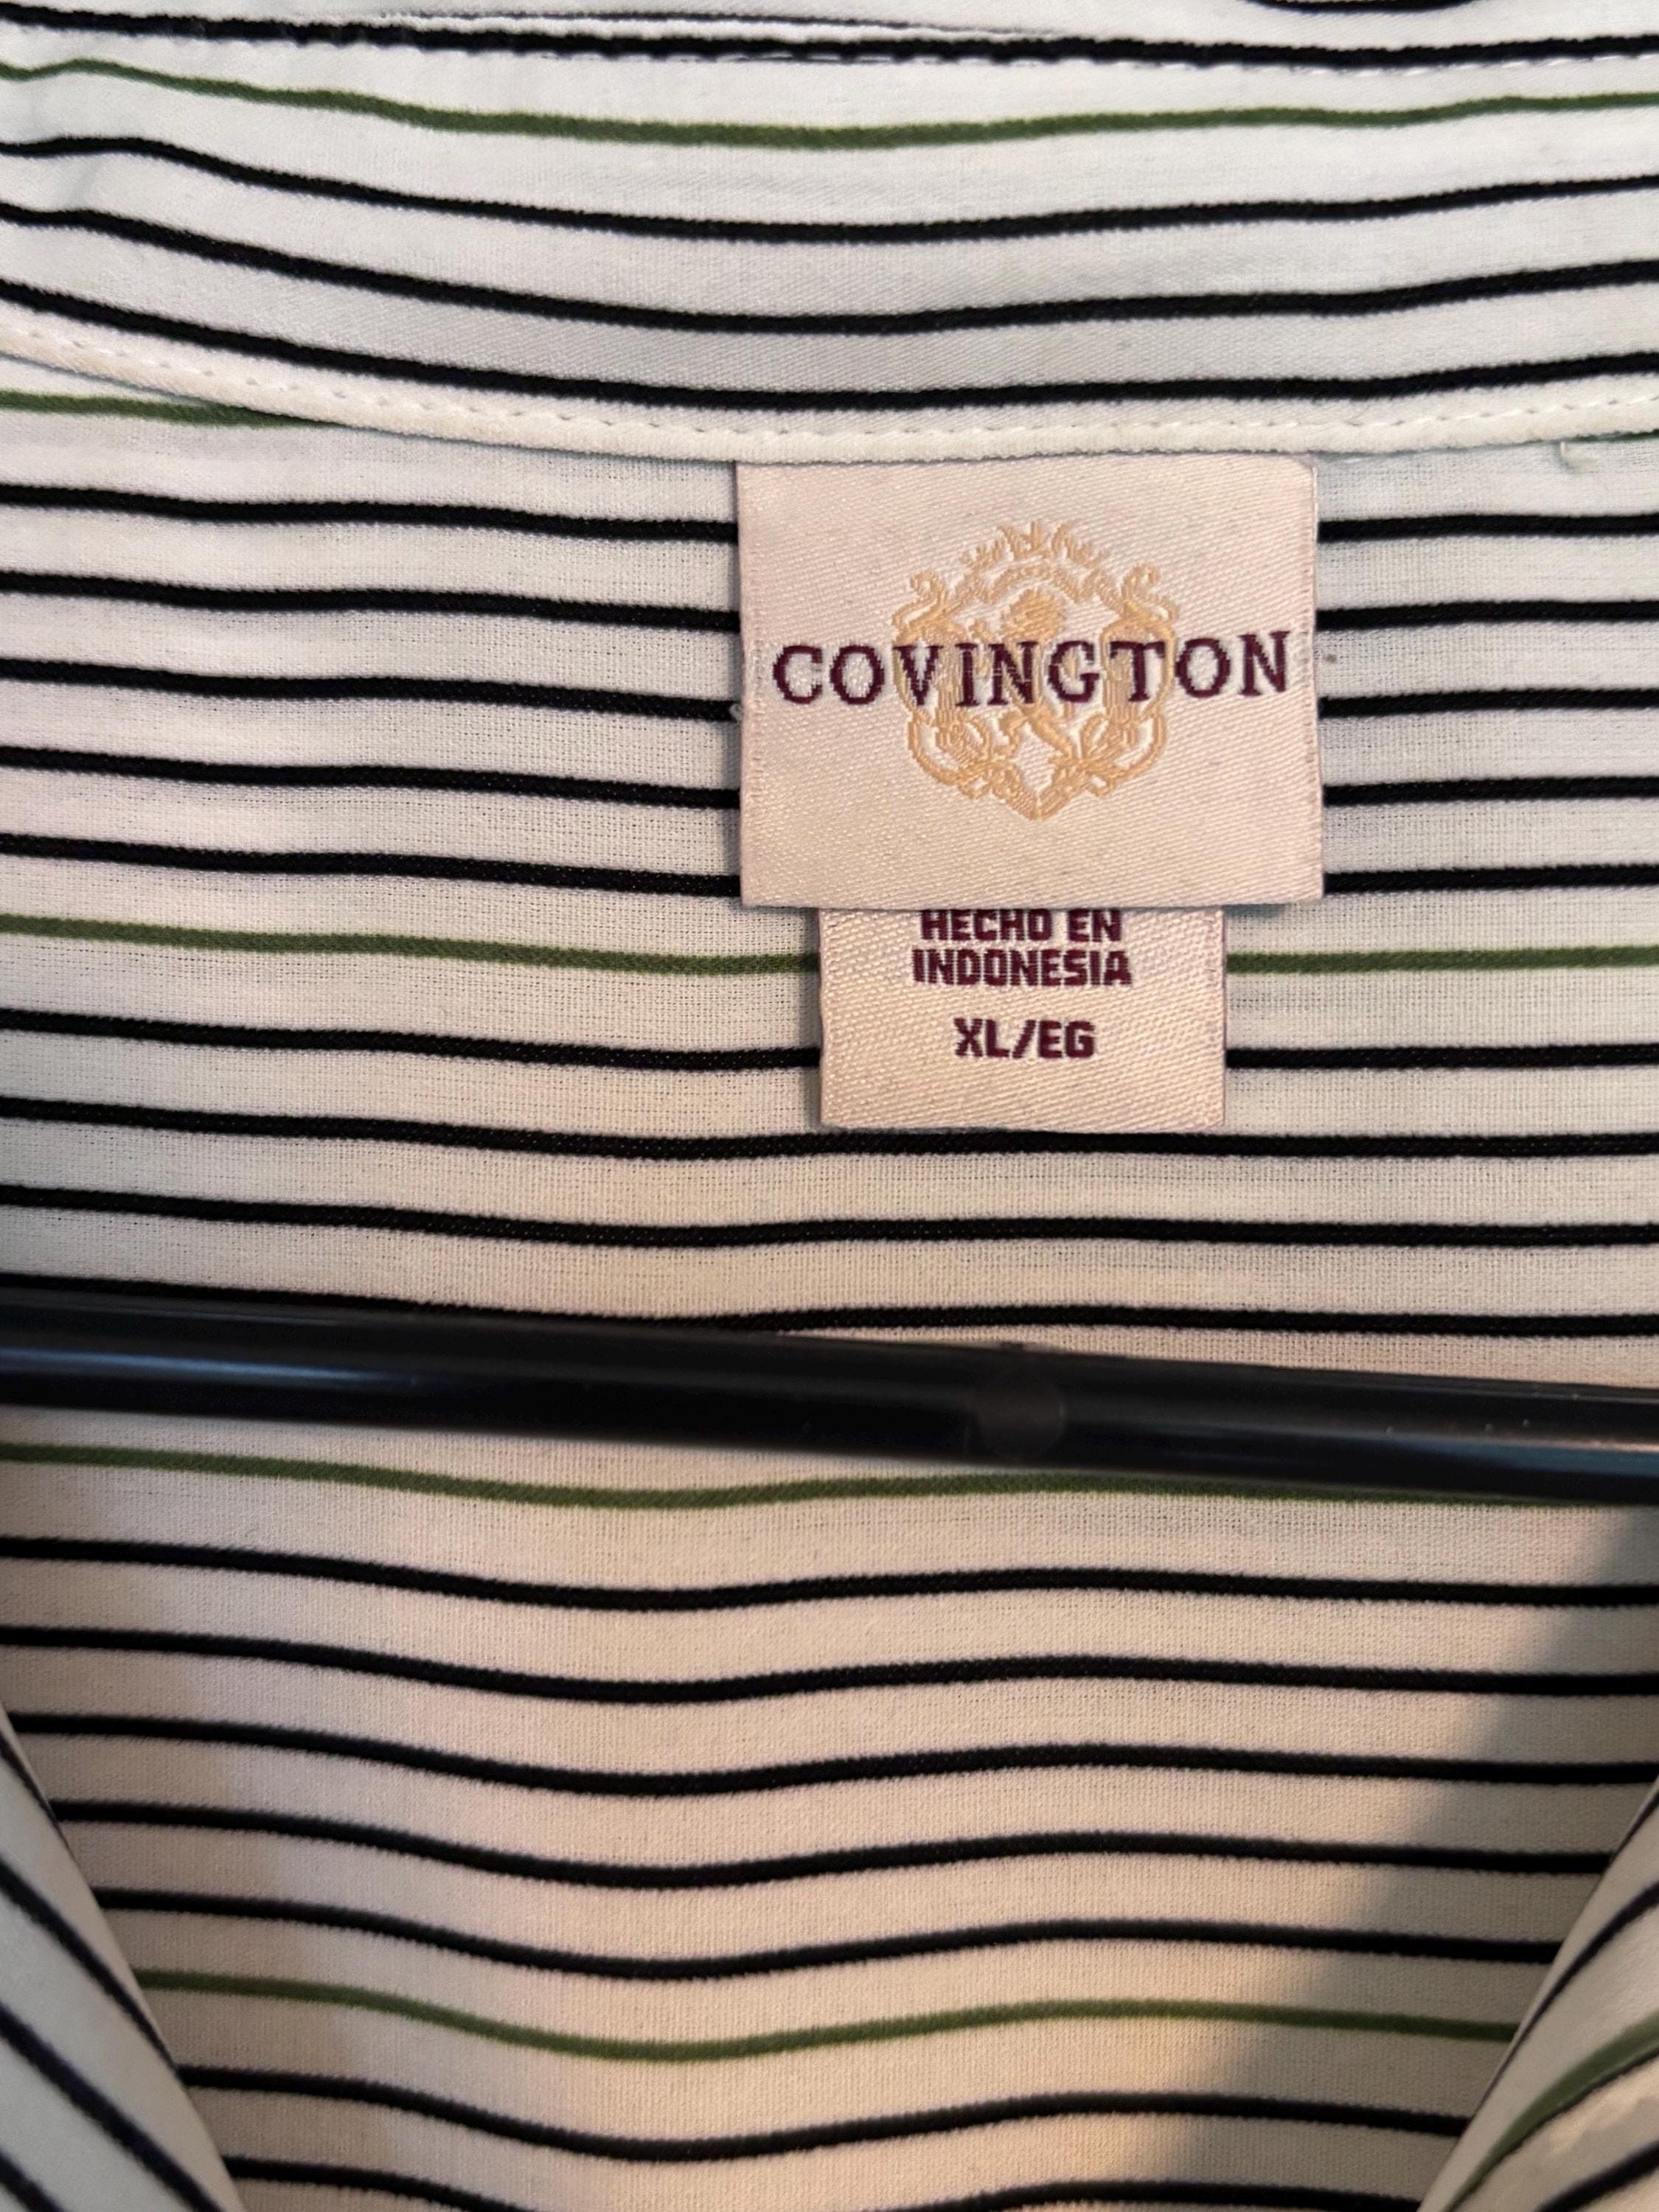 COVINGTON
HECHO EN
INDONESIA
XL/EG